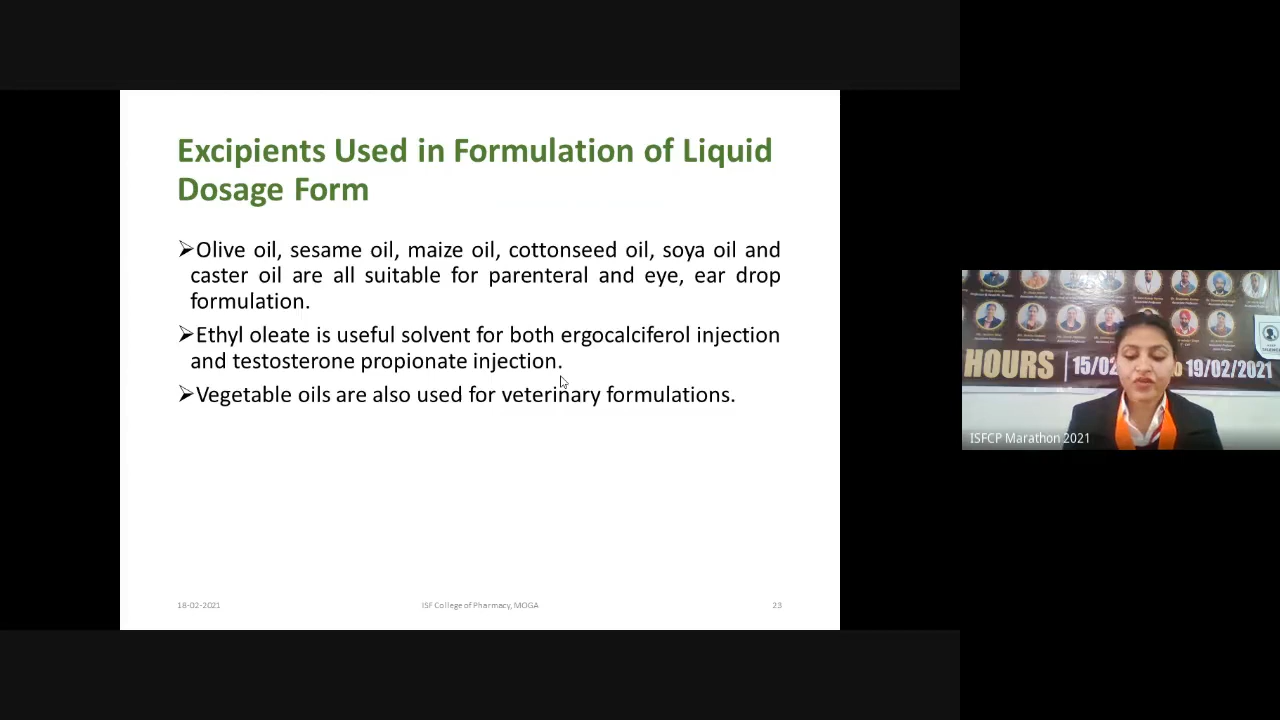 Excipients Used in Formulation of Liquid
Dosage Form
➢Olive oil, sesame oil, maize oil, cottonseed oil, soya oil and
caster oil are all suitable for parenteral and eye, ear drop
formulation.
➢Ethyl oleate is useful solvent for both ergocalciferol injection
and testosterone propionate injection.
➢Vegetable oils are also used for veterinary formulations.
18-02-2021
ISF College of Pharmacy, MOGA
23
HOURS
15/02
19/02/2021
ISFCP Marathon 2021